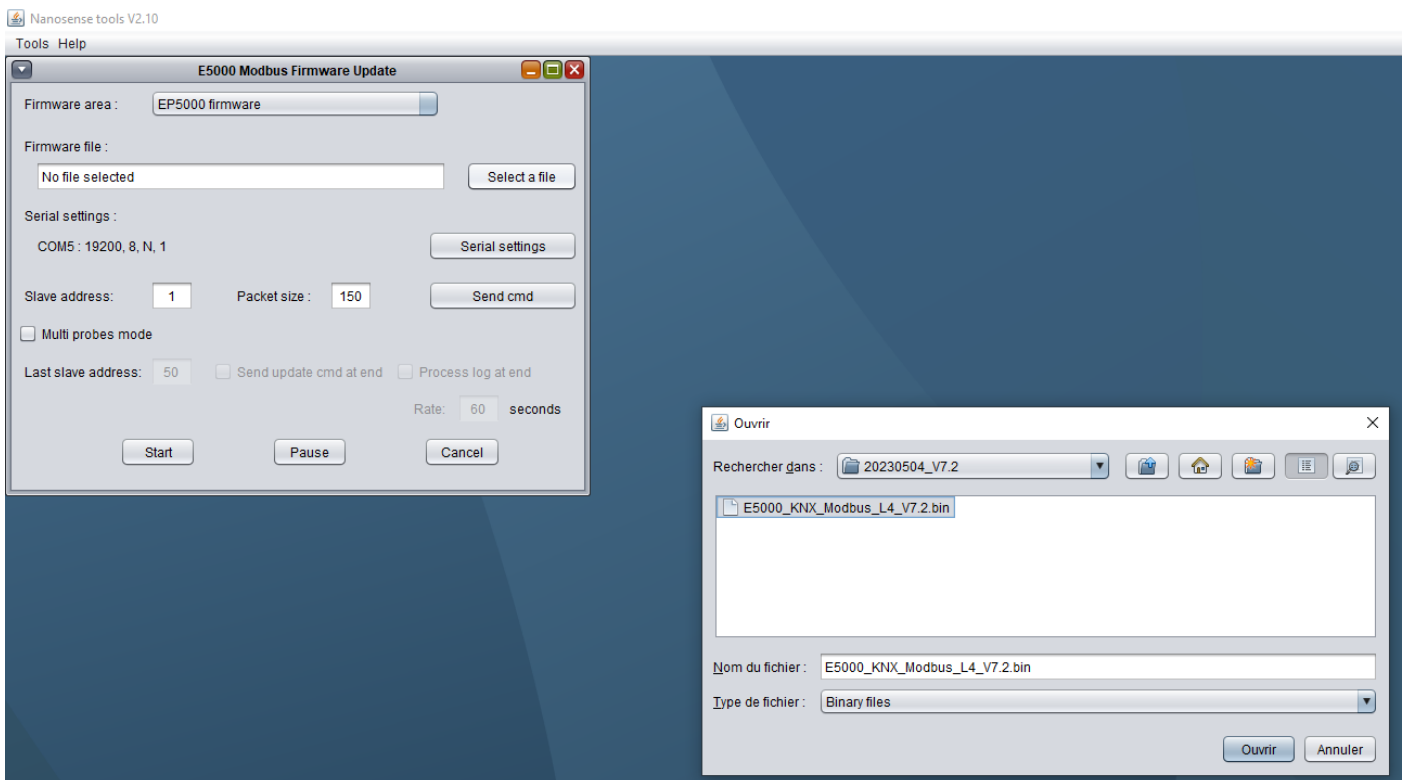 Nanosense tools V2.10
Tools Help
E5000 Modbus Firmware Update
Firmware area : EP5000 firmware
Firmware file :
No file selected Select a file
Serial settings :
COM5 : 19200, 8, N, 1 Serial settings
Slave address: 1 Packet size : 150 Send cmd
Multi probes mode
Last slave address: 50 Send update cmd at end Process log at end
Rate: 60 seconds
Start Pause Cancel
Ouvrir
Rechercher dans : 20230504_V7.2
E5000_KNX_Modbus_L4_V7.2.bin
Nom du fichier : E5000_KNX_Modbus_L4_V7.2.bin
Type de fichier : Binary files
Ouvrir Annuler